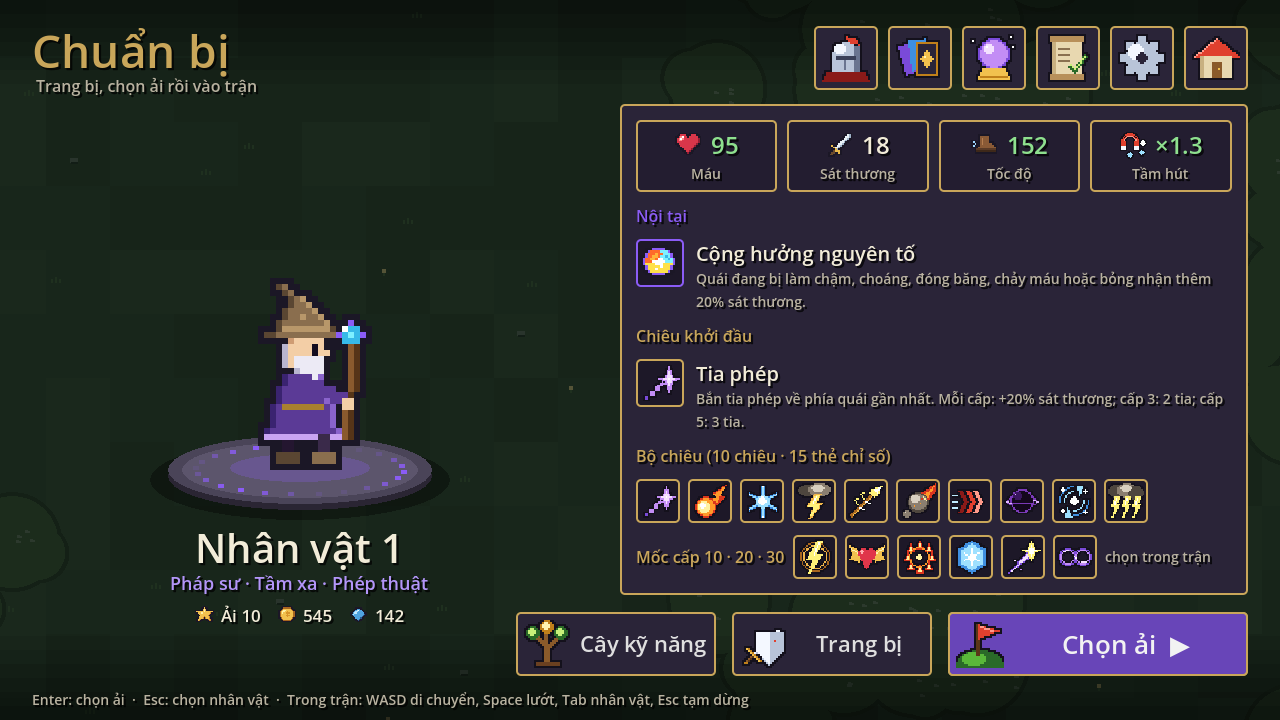 Chuẩn bị
Trang bị, chọn ải rồi vào trận
95
Máu
18
Sát thương
152
Tốc độ
×1.3
Tầm hút
Nội tại
Cộng hưởng nguyên tố
Quái đang bị làm chậm, choáng, đóng băng, chảy máu hoặc bỏng nhận thêm
20% sát thương.
Chiêu khởi đầu
Tia phép
Bắn tia phép về phía quái gần nhất. Mỗi cấp: +20% sát thương; cấp 3: 2 tia; cấp
5: 3 tia.
Bộ chiêu (10 chiêu · 15 thẻ chỉ số)
Mốc cấp 10 · 20 · 30
chọn trong trận
Nhân vật 1
Pháp sư · Tầm xa · Phép thuật
Ải 10 545 142
Cây kỹ năng
Trang bị
Chọn ải ▶
Enter: chọn ải · Esc: chọn nhân vật · Trong trận: WASD di chuyển, Space lướt, Tab nhân vật, Esc tạm dừng